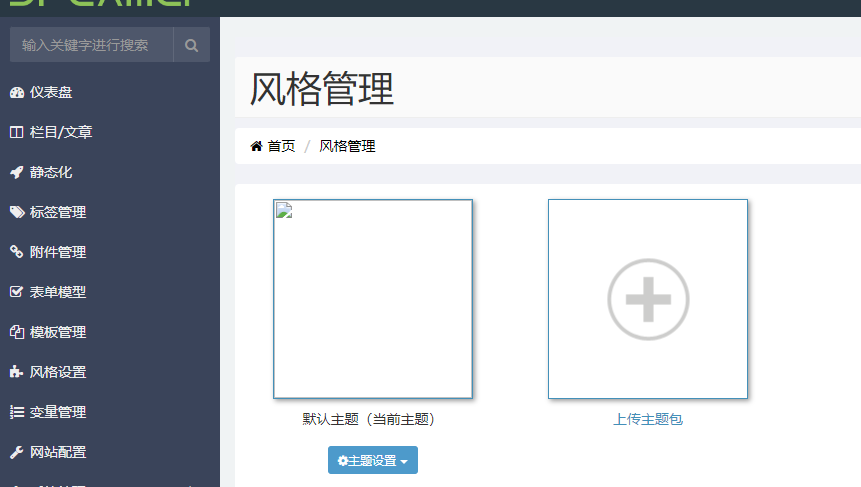 输入关键字进行搜索
仪表盘
栏目/文章
静态化
标签管理
附件管理
表单模型
模板管理
风格设置
变量管理
网站配置
风格管理
首页 / 风格管理
默认主题（当前主题）
上传主题包
主题设置